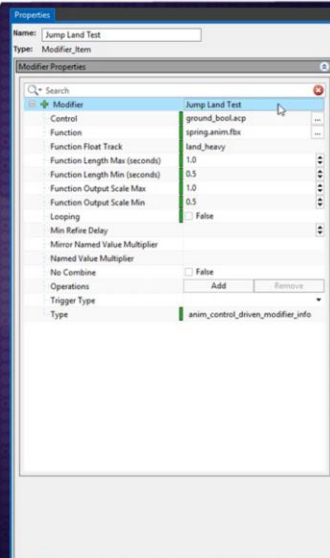 Properties
Name: Jump Land Test
Type: Modifier_Item
Modifier Properties
Search
Modifier Jump Land Test
Control ground_bool.acp ...
Function spring.anim.fbx ...
Function Float Track land_heavy
Function Length Max (seconds) 1.0
Function Length Min (seconds) 0.5
Function Output Scale Max 1.0
Function Output Scale Min 0.5
Looping False
Min Refire Delay
Mirror Named Value Multiplier
Named Value Multiplier
No Combine False
Operations Add Remove
Trigger Type
Type anim_control_driven_modifier_info